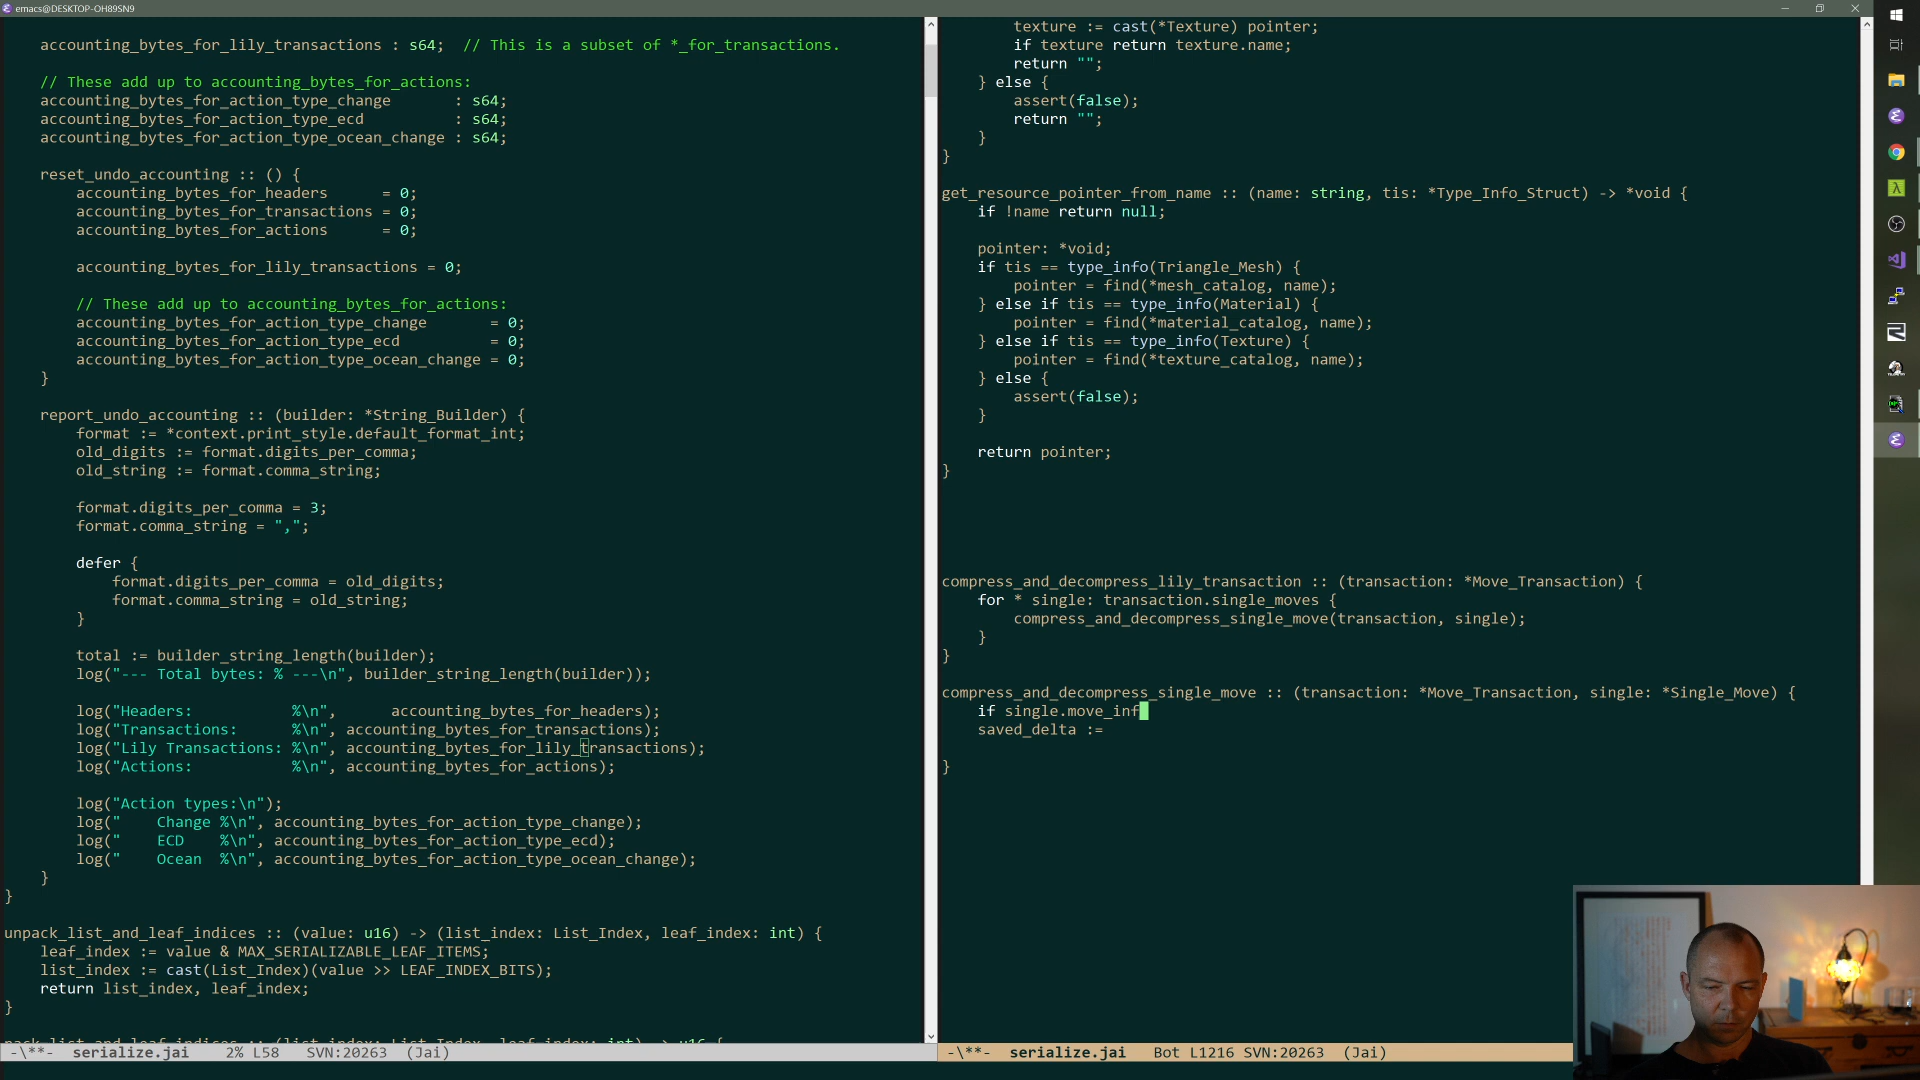 emacs@DESKTOP-OH89SN9
accounting_bytes_for_lily_transactions : s64;  // This is a subset of *_for_transactions.
// These add up to accounting_bytes_for_actions:
accounting_bytes_for_action_type_change       : s64;
accounting_bytes_for_action_type_ecd          : s64;
accounting_bytes_for_action_type_ocean_change : s64;
reset_undo_accounting :: () {
accounting_bytes_for_headers      = 0;
accounting_bytes_for_transactions = 0;
accounting_bytes_for_actions      = 0;
accounting_bytes_for_lily_transactions = 0;
// These add up to accounting_bytes_for_actions:
accounting_bytes_for_action_type_change       = 0;
accounting_bytes_for_action_type_ecd          = 0;
accounting_bytes_for_action_type_ocean_change = 0;
}
report_undo_accounting :: (builder: *String_Builder) {
format := *context.print_style.default_format_int;
old_digits := format.digits_per_comma;
old_string := format.comma_string;
format.digits_per_comma = 3;
format.comma_string = ",";
defer {
format.digits_per_comma = old_digits;
format.comma_string = old_string;
}
total := builder_string_length(builder);
log("--- Total bytes: % ---\n", builder_string_length(builder));
log("Headers:           %\n",      accounting_bytes_for_headers);
log("Transactions:      %\n", accounting_bytes_for_transactions);
log("Lily Transactions: %\n", accounting_bytes_for_lily_transactions);
log("Actions:           %\n", accounting_bytes_for_actions);
log("Action types:\n");
log("    Change %\n", accounting_bytes_for_action_type_change);
log("    ECD    %\n", accounting_bytes_for_action_type_ecd);
log("    Ocean  %\n", accounting_bytes_for_action_type_ocean_change);
}
}
unpack_list_and_leaf_indices :: (value: u16) -> (list_index: List_Index, leaf_index: int) {
leaf_index := value & MAX_SERIALIZABLE_LEAF_ITEMS;
list_index := cast(List_Index)(value >> LEAF_INDEX_BITS);
return list_index, leaf_index;
}
-\**-  serialize.jai    2% L58    SVN:20263  (Jai)
texture := cast(*Texture) pointer;
if texture return texture.name;
return "";
} else {
assert(false);
return "";
}
}
get_resource_pointer_from_name :: (name: string, tis: *Type_Info_Struct) -> *void {
if !name return null;
pointer: *void;
if tis == type_info(Triangle_Mesh) {
pointer = find(*mesh_catalog, name);
} else if tis == type_info(Material) {
pointer = find(*material_catalog, name);
} else if tis == type_info(Texture) {
pointer = find(*texture_catalog, name);
} else {
assert(false);
}
return pointer;
}
compress_and_decompress_lily_transaction :: (transaction: *Move_Transaction) {
for * single: transaction.single_moves {
compress_and_decompress_single_move(transaction, single);
}
}
compress_and_decompress_single_move :: (transaction: *Move_Transaction, single: *Single_Move) {
if single.move_inf
saved_delta :=
}
-\**-  serialize.jai   Bot L1216 SVN:20263  (Jai)